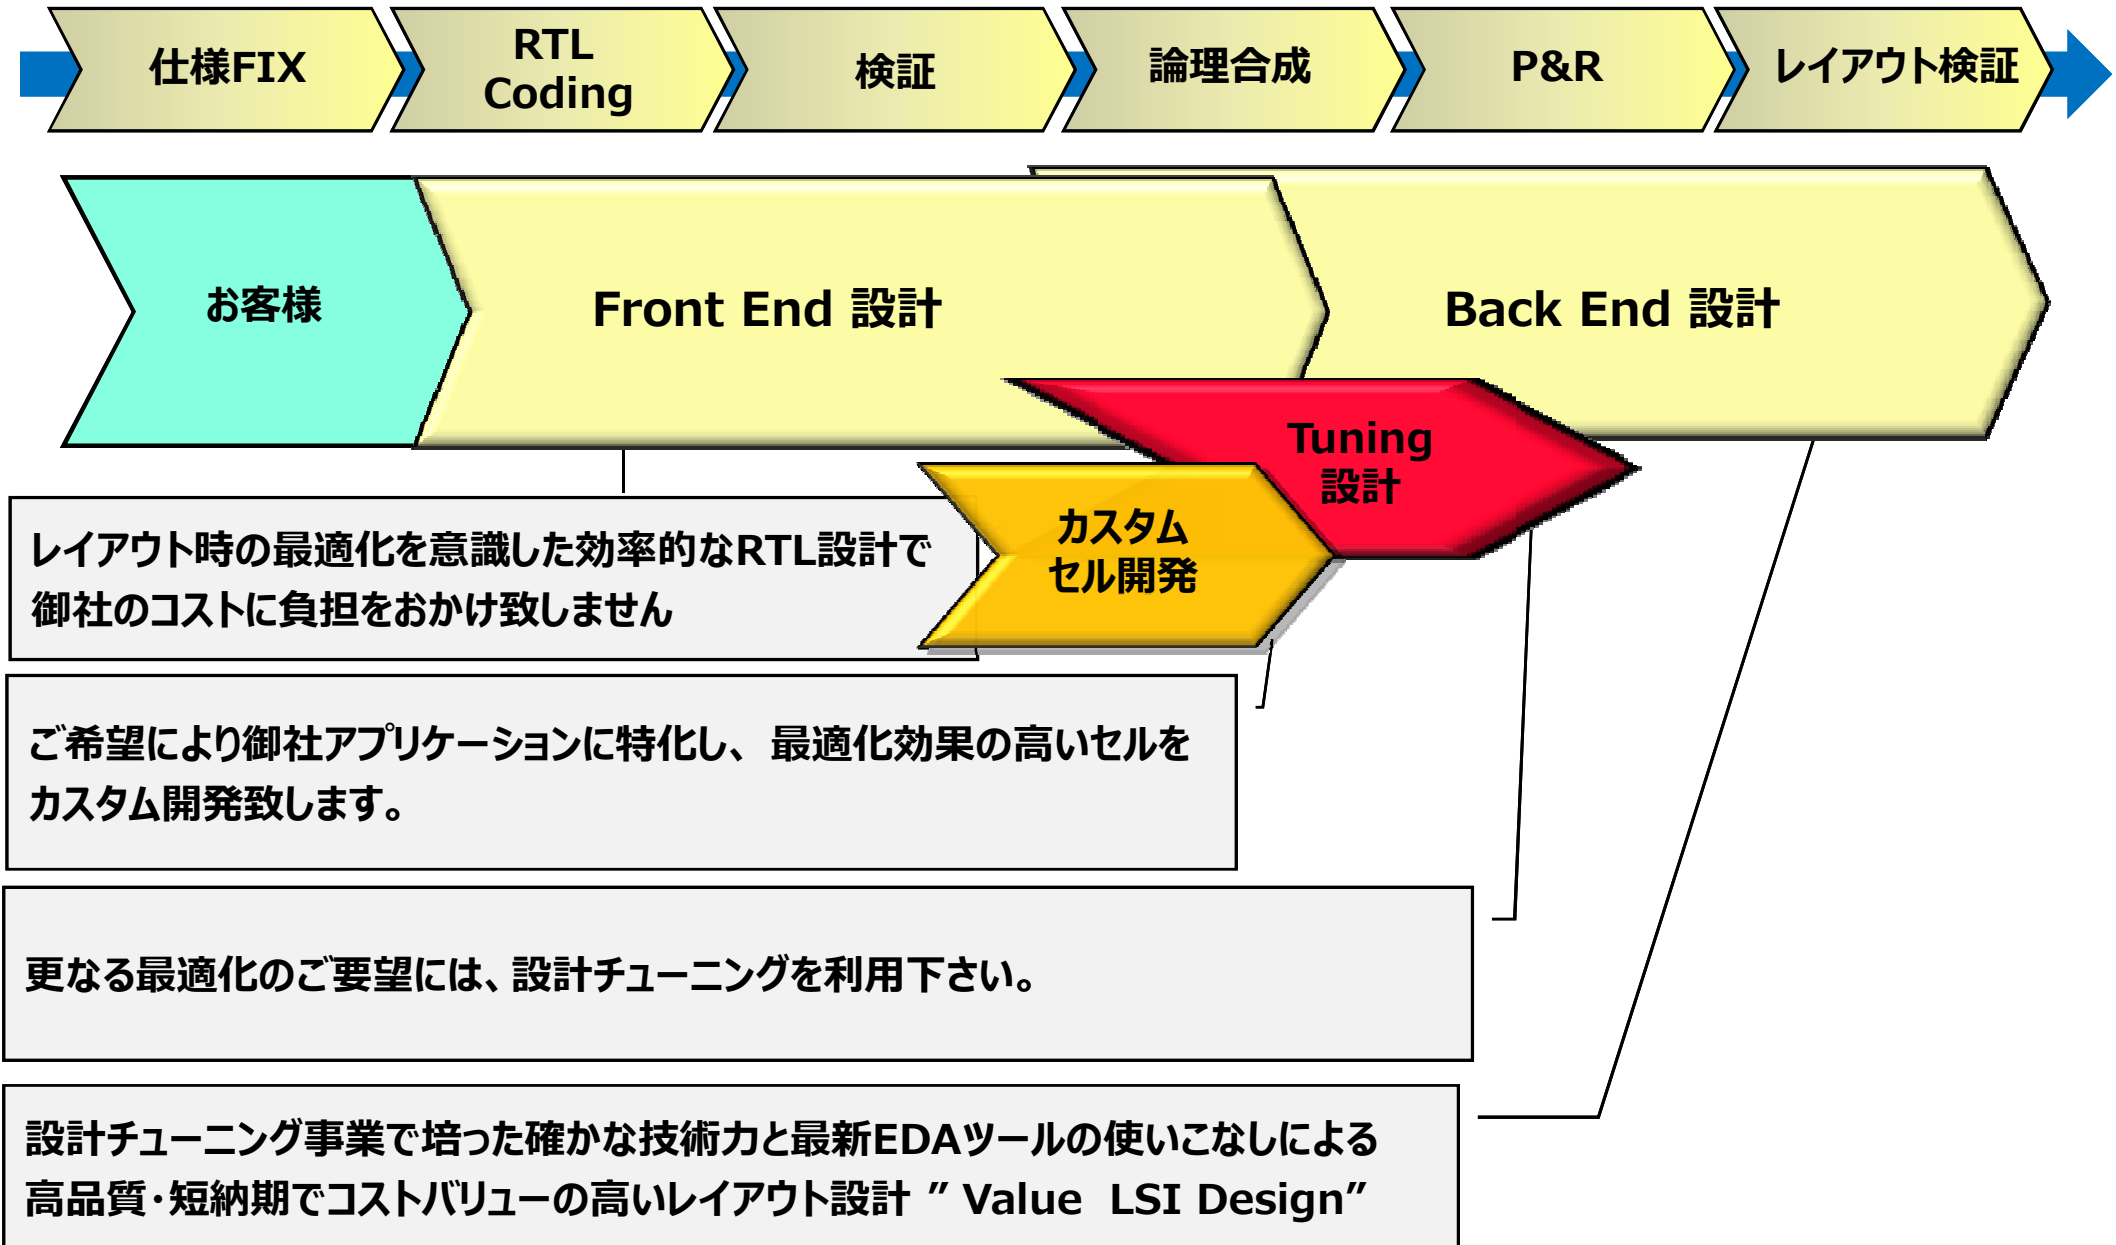 仕様FIX
RTL
Coding
検証
論理合成
P&R
レイアウト検証
お客様
Front End 設計
Back End 設計
Tuning
設計
カスタム
セル開発
レイアウト時の最適化を意識した効率的なRTL設計で
御社のコストに負担をおかけ致しません
ご希望により御社アプリケーションに特化し、最適化効果の高いセルを
カスタム開発致します。
更なる最適化のご要望には、設計チューニングを利用下さい。
設計チューニング事業で培った確かな技術力と最新EDAツールの使いこなしによる
高品質・短納期でコストバリューの高いレイアウト設計 ” Value LSI Design”